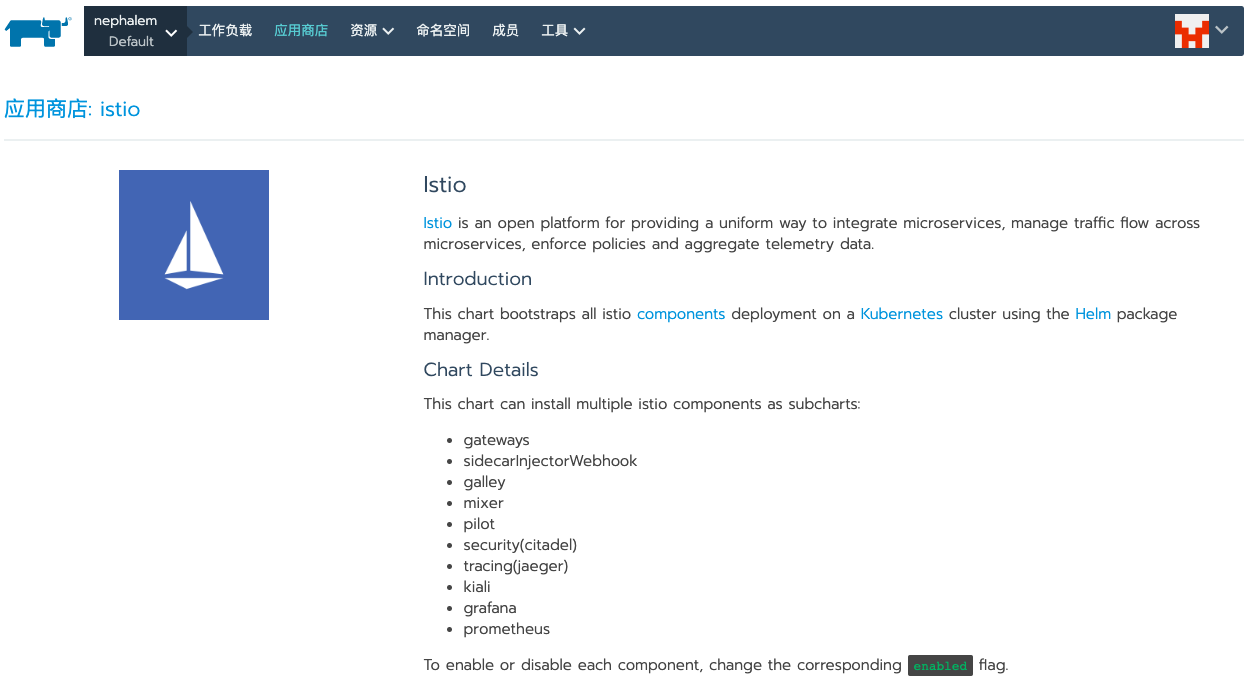 nephalem
Default
工作负载
应用商店
资源
命名空间
成员
工具
应用商店: istio
Istio
Istio is an open platform for providing a uniform way to integrate microservices, manage traffic flow across
microservices, enforce policies and aggregate telemetry data.
Introduction
This chart bootstraps all istio components deployment on a Kubernetes cluster using the Helm package
manager.
Chart Details
This chart can install multiple istio components as subcharts:
• gateways
• sidecarInjectorWebhook
• galley
• mixer
• pilot
• security(citadel)
• tracing(jaeger)
• kiali
• grafana
• prometheus
To enable or disable each component, change the corresponding enabled flag.